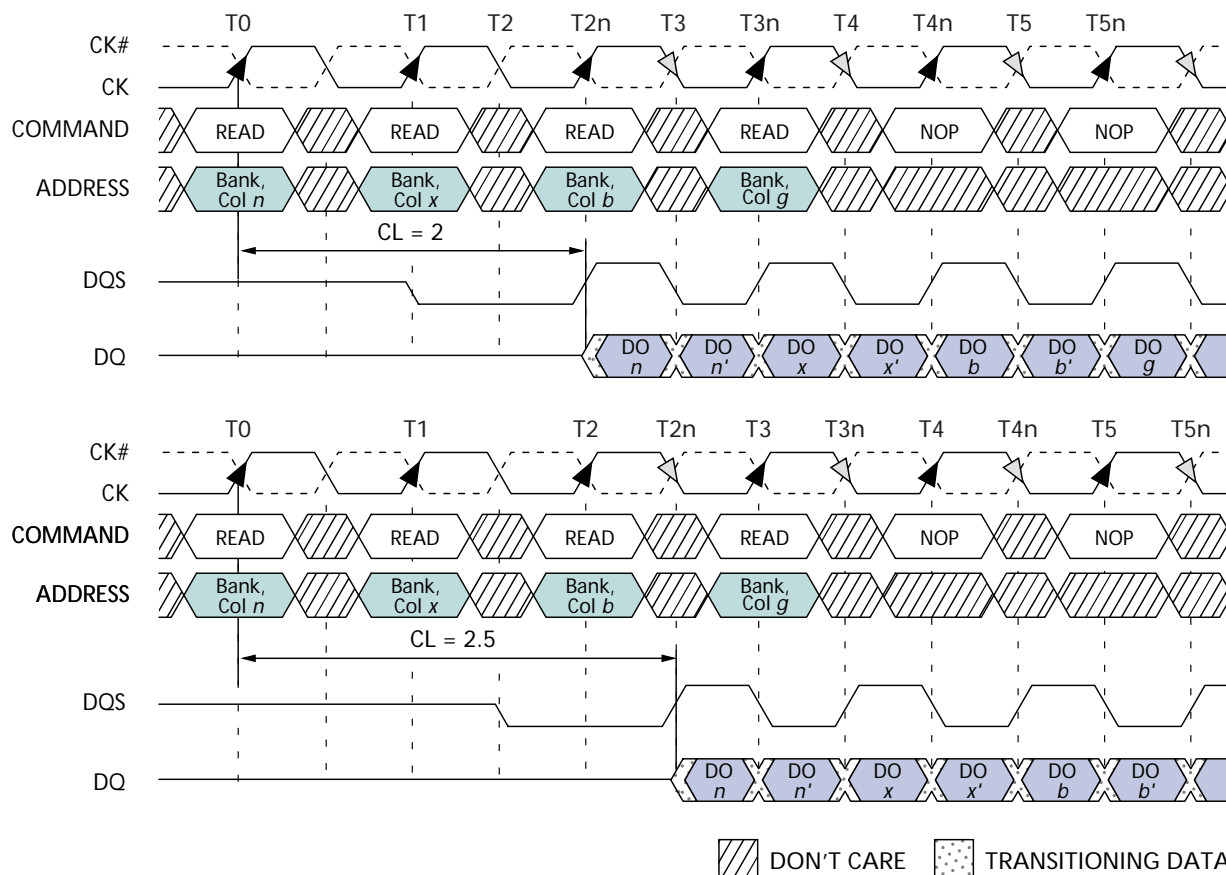 T0 T1 T2 T2n T3 T3n T4 T4n T5 T5n
CK#
CK
COMMAND READ READ READ READ NOP NOP
ADDRESS Bank, Col n Bank, Col x Bank, Col b Bank, Col g
CL = 2
DQS
DQ DO n DO n' DO x DO x' DO b DO b' DO g
T0 T1 T2 T2n T3 T3n T4 T4n T5 T5n
CK#
CK
COMMAND READ READ READ READ NOP NOP
ADDRESS Bank, Col n Bank, Col x Bank, Col b Bank, Col g
CL = 2.5
DQS
DQ DO n DO n' DO x DO x' DO b DO b'
DON'T CARE TRANSITIONING DATA